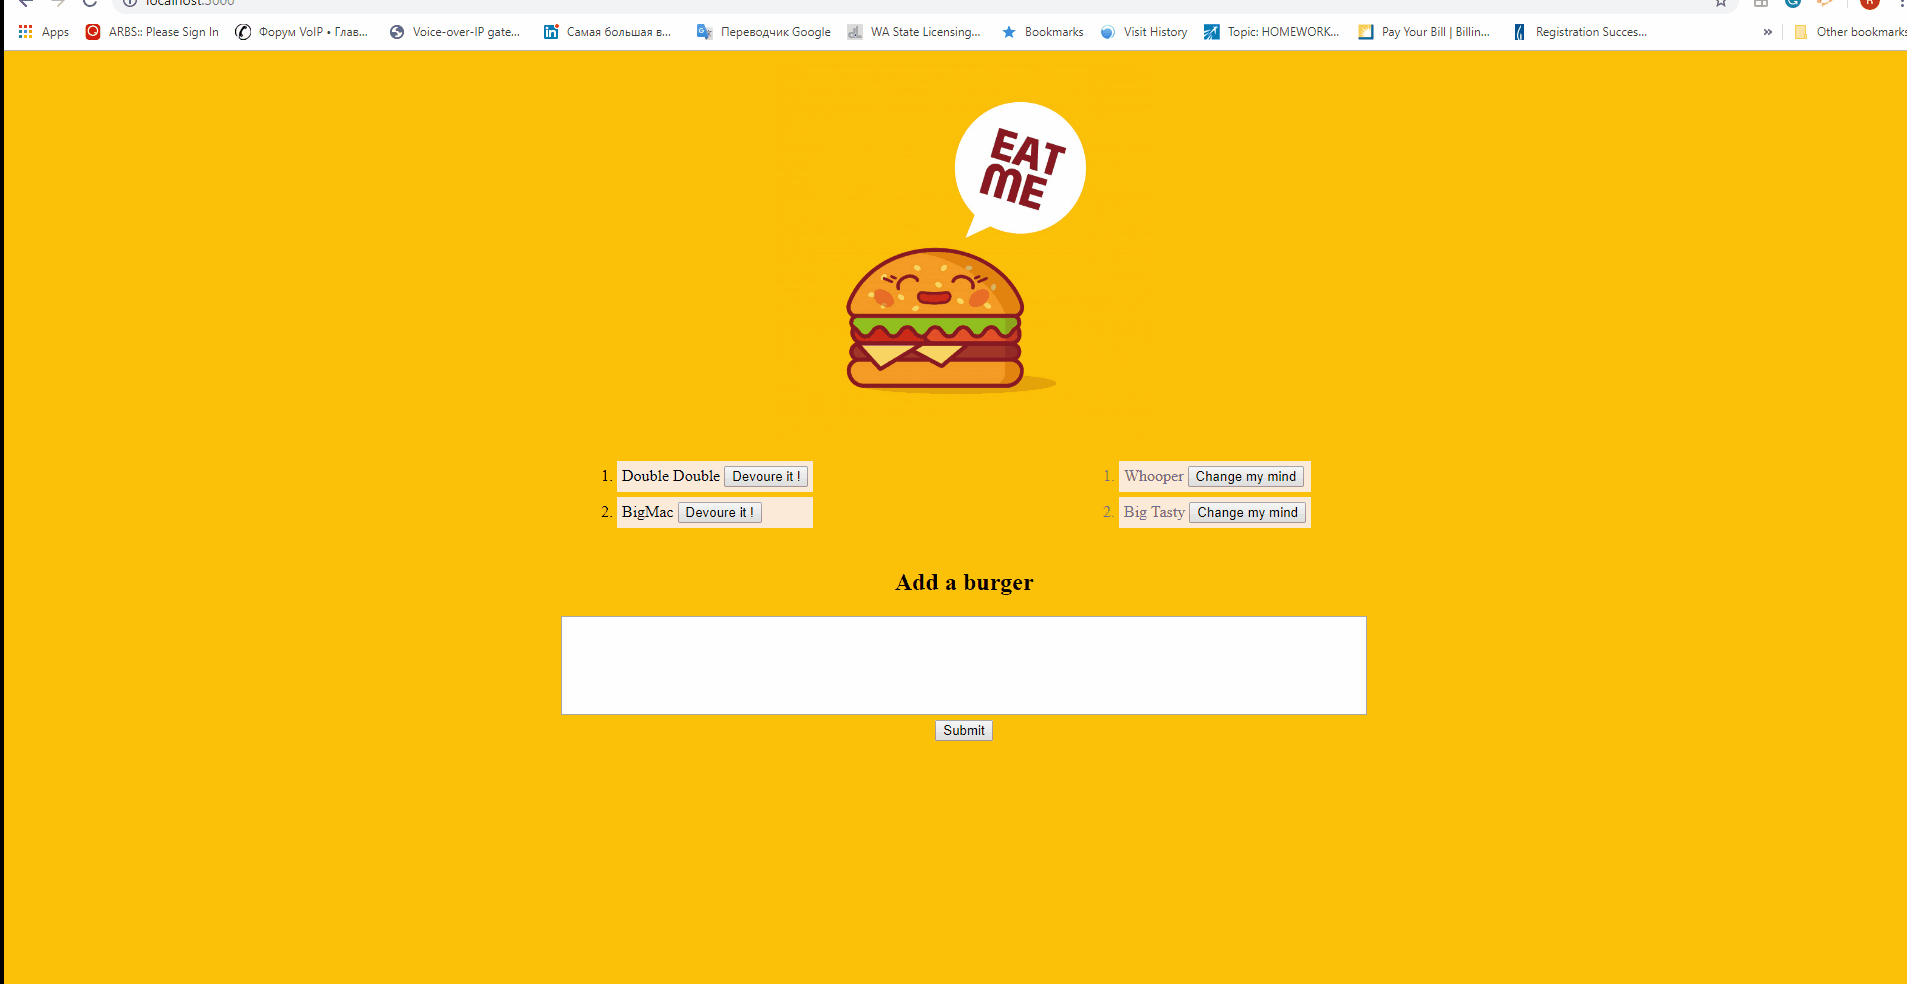 localhost:3000
Apps ARBS:: Please Sign In Форум VoIP • Глав... Voice-over-IP gate... Самая большая в... Переводчик Google WA State Licensing... Bookmarks Visit History Topic: HOMEWORK... Pay Your Bill | Billin... Registration Succes... » Other bookmarks
EAT
ME
1. Double Double Devoure it !
2. BigMac Devoure it !
1. Whooper Change my mind
2. Big Tasty Change my mind
Add a burger
Submit